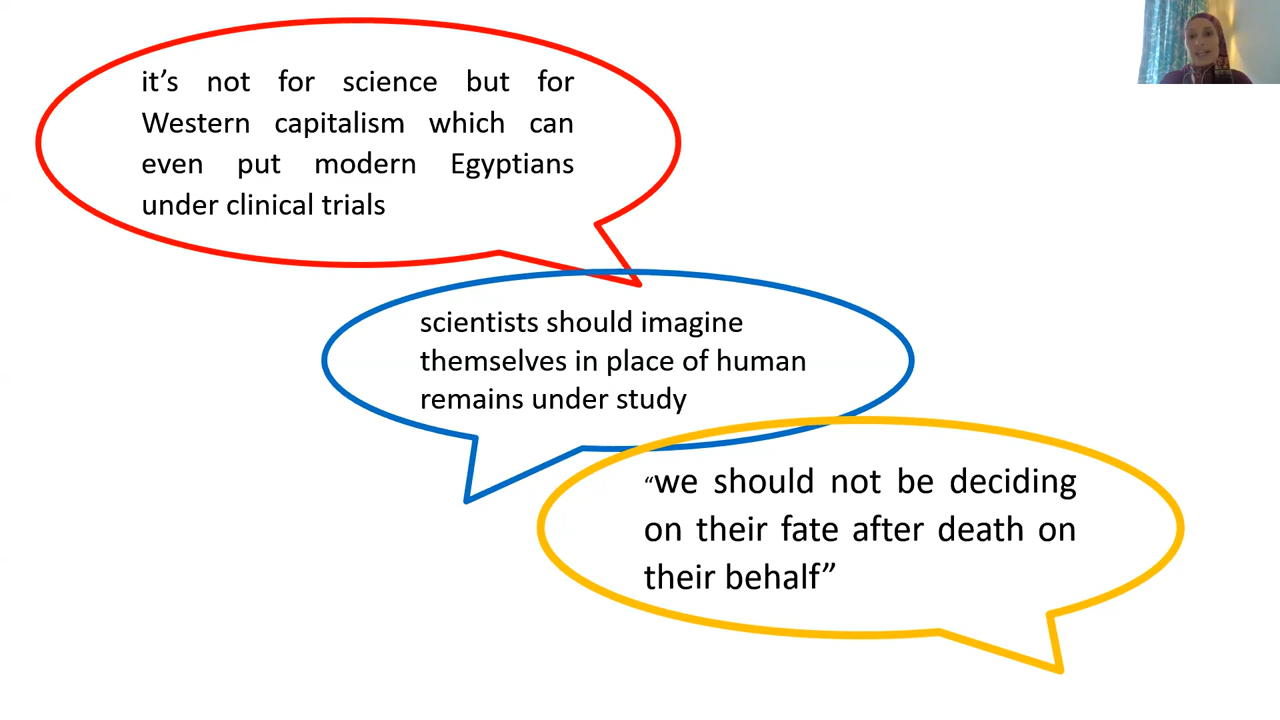 it’s not for science but for
Western capitalism which can
even put modern Egyptians
under clinical trials
scientists should imagine
themselves in place of human
remains under study
“we should not be deciding
on their fate after death on
their behalf”